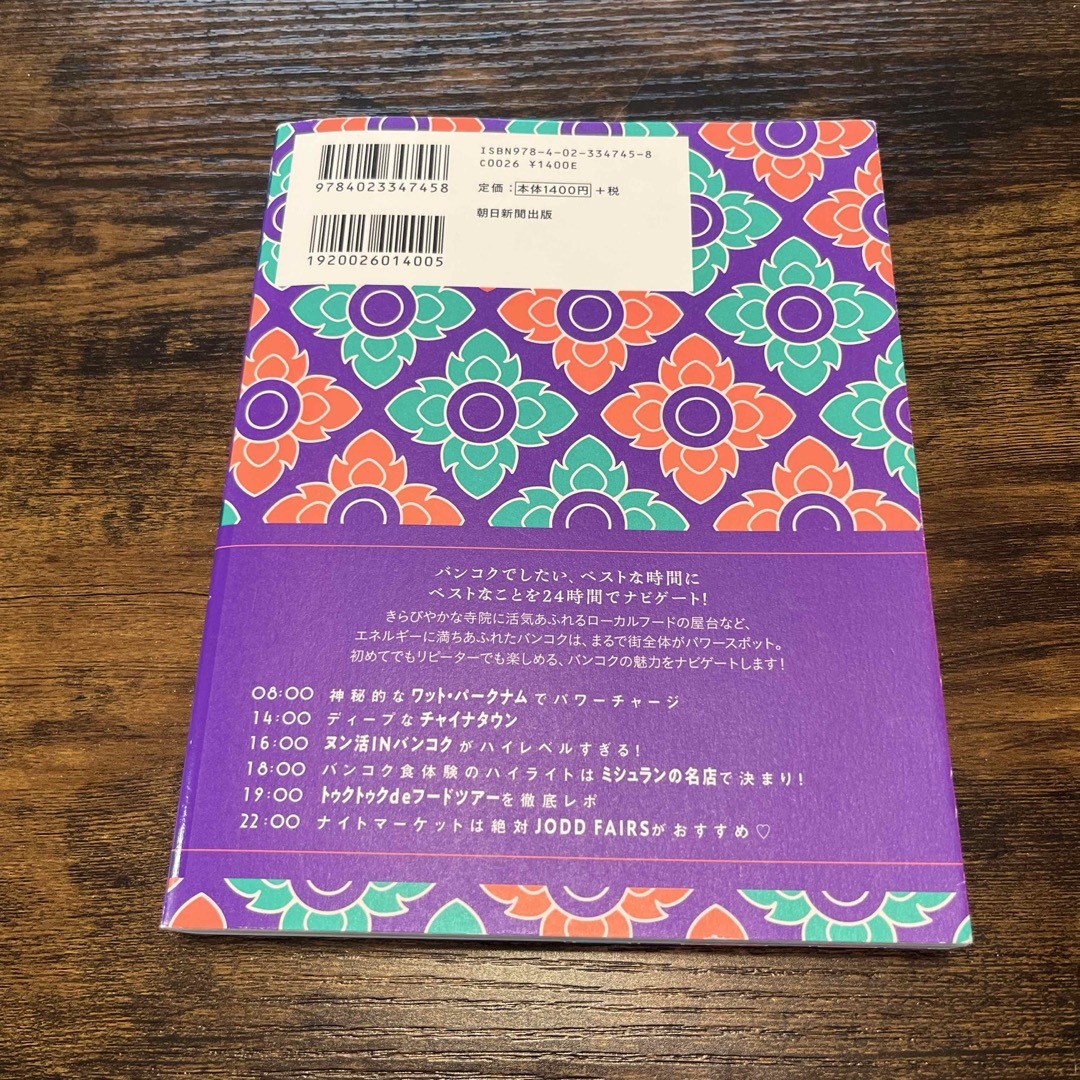 ISBN978-4-02-334745-8
C0026 ¥1400E
9784023347458
定価：本体1400円＋税
朝日新聞出版
1920026014005
バンコクでしたい、ベストな時間に
ベストなことを24時間でナビゲート！
きらびやかな寺院に活気あふれるローカルフードの屋台など、
エネルギーに満ちあふれたバンコクは、まるで街全体がパワースポット。
初めてでもリピーターでも楽しめる、バンコクの魅力をナビゲートします！
08:00 神秘的なワット・パークナムでパワーチャージ
14:00 ディープなチャイナタウン
16:00 ヌン活INバンコクがハイレベルすぎる！
18:00 バンコク食体験のハイライトはミシュランの名店で決まり！
19:00 トゥクトゥクdeフードツアーを徹底レポ
22:00 ナイトマーケットは絶対JODD FAIRSがおすすめ♡